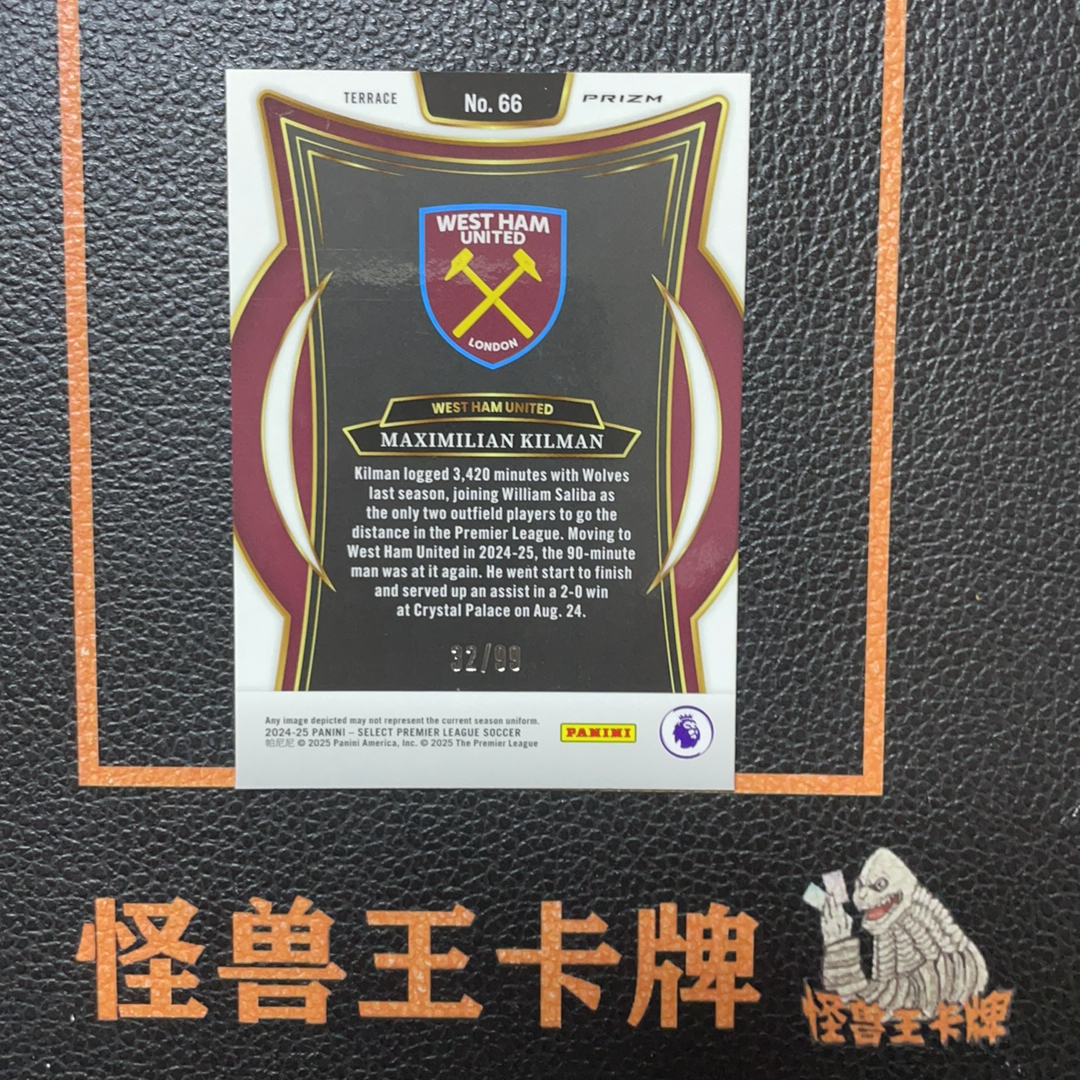 TERRACE
No. 66
PRIZM
WEST HAM
UNITED
LONDON
WEST HAM UNITED
MAXIMILIAN KILMAN
Kilman logged 3,420 minutes with Wolves
last season, joining William Saliba as
the only two outfield players to go the
distance in the Premier League. Moving to
West Ham United in 2024-25, the 90-minute
man was at it again. He went start to finish
and served up an assist in a 2-0 win
at Crystal Palace on Aug. 24.
32/99
Any image depicted may not represent the current season uniform.
2024-25 PANINI – SELECT PREMIER LEAGUE SOCCER
帕尼尼 © 2025 Panini America, Inc. © 2025 The Premier League
PANINI
怪兽王卡牌
怪兽王卡牌